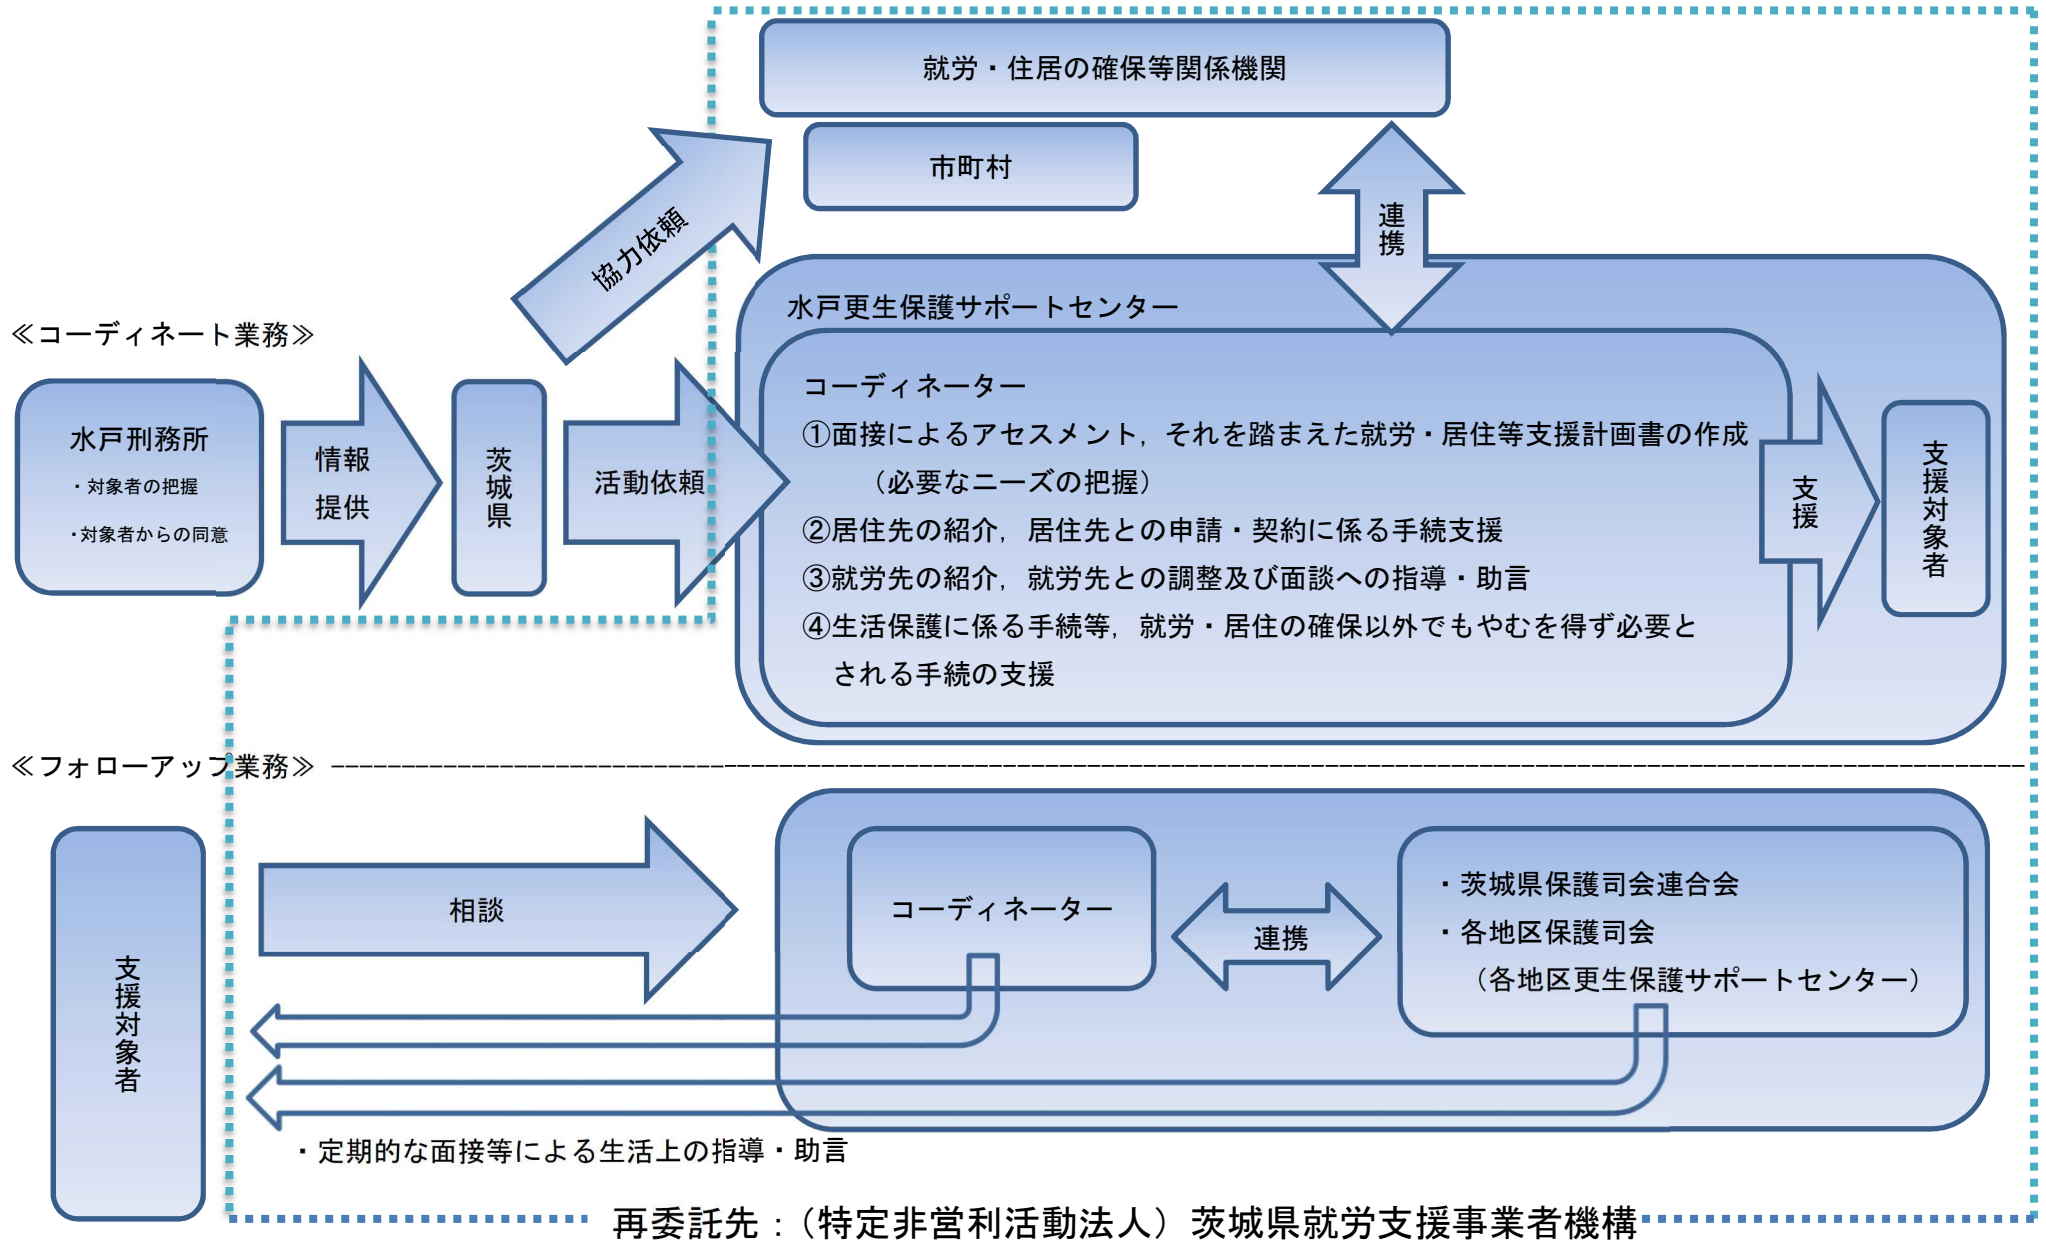 就労・住居の確保等関係機関
市町村
協力依頼
連携
水戸更生保護サポートセンター
≪コーディネート業務≫
水戸刑務所
・対象者の把握
・対象者からの同意
情報
提供
茨城県
活動依頼
コーディネーター
①面接によるアセスメント，それを踏まえた就労・居住等支援計画書の作成
（必要なニーズの把握）
②居住先の紹介，居住先との申請・契約に係る手続支援
③就労先の紹介，就労先との調整及び面談への指導・助言
④生活保護に係る手続等，就労・居住の確保以外でもやむを得ず必要と
される手続の支援
支援
支援対象者
≪フォローアップ業務≫
支援対象者
相談
コーディネーター
連携
・茨城県保護司会連合会
・各地区保護司会
（各地区更生保護サポートセンター）
・定期的な面接等による生活上の指導・助言
再委託先：（特定非営利活動法人）茨城県就労支援事業者機構